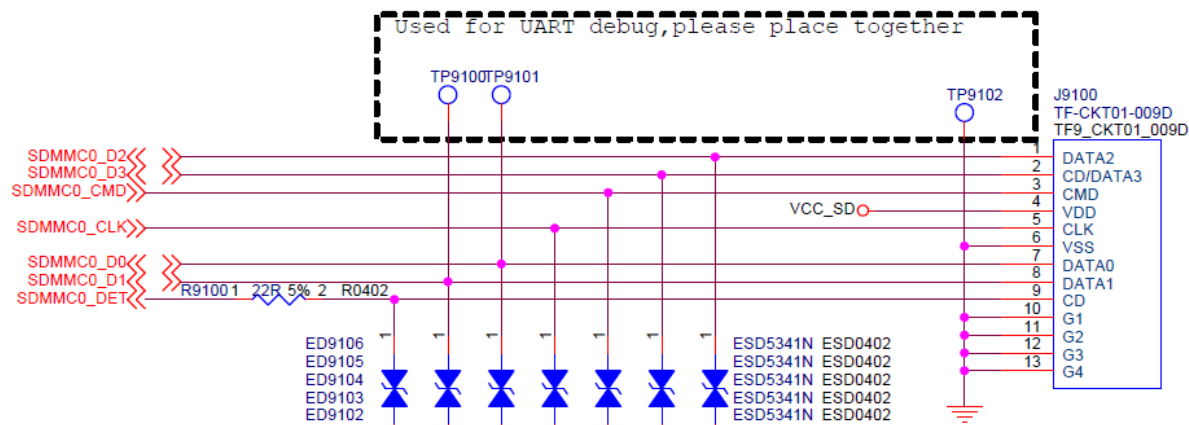 Used for UART debug,please place together
TP9100 TP9101
TP9102
J9100
TF-CKT01-009D
TF9_CKT01_009D
SDMMC0_D2
1 DATA2
SDMMC0_D3
2 CD/DATA3
SDMMC0_CMD
3 CMD
VCC_SD
4 VDD
SDMMC0_CLK
5 CLK
6 VSS
SDMMC0_D0
7 DATA0
SDMMC0_D1
8 DATA1
SDMMC0_DET
R9100 1 22R 5% 2 R0402
9 CD
10 G1
11 G2
12 G3
13 G4
1 1 1 1 1 1 1
ED9106
ESD5341N ESD0402
ED9105
ESD5341N ESD0402
ED9104
ESD5341N ESD0402
ED9103
ESD5341N ESD0402
ED9102
ESD5341N ESD0402